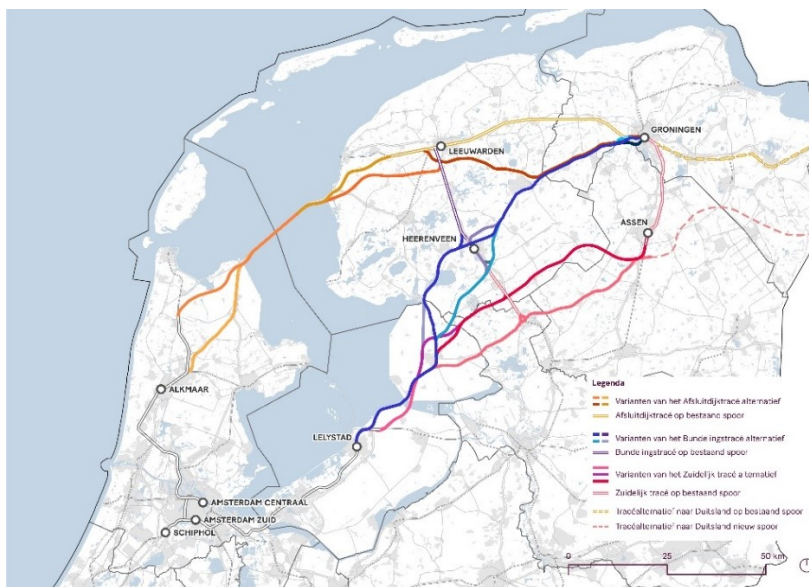 GRONINGEN
LEEUWARDEN
ASSEN
HEERENVEEN
ALKMAAR
LELYSTAD
AMSTERDAM CENTRAAL
AMSTERDAM ZUID
SCHIPHOL
Legenda
Varianten van het Afsluitdijktracé alternatief
Afsluitdijktracé op bestaand spoor
Varianten van het Bunde ingstracé alternatief
Bunde ingstracé op bestaand spoor
Varianten van het Zuidelijk tracé a ternatief
Zuidelijk tracé op bestaand spoor
Tracéalternatief naar Duitsland op bestaand spoor
Tracéalternatief naar Duitsland nieuw spoor
0 25 50 km